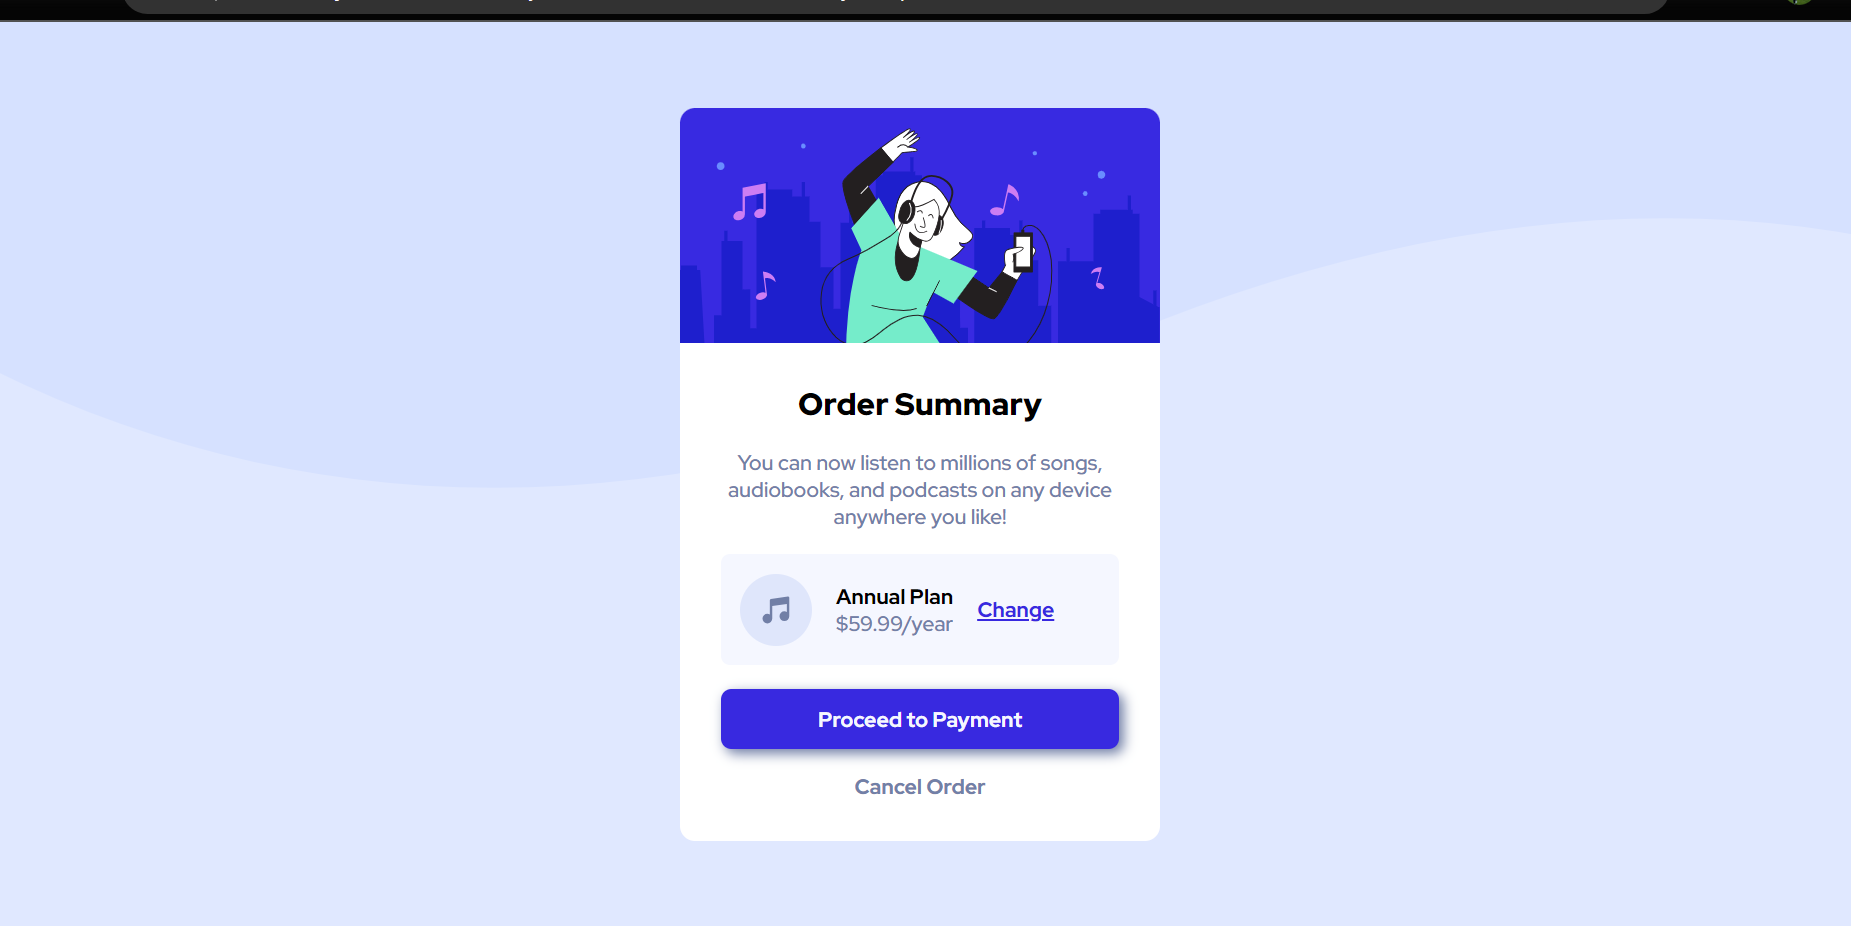 Order Summary
You can now listen to millions of songs,
audiobooks, and podcasts on any device
anywhere you like!
Annual Plan
$59.99/year
Change
Proceed to Payment
Cancel Order